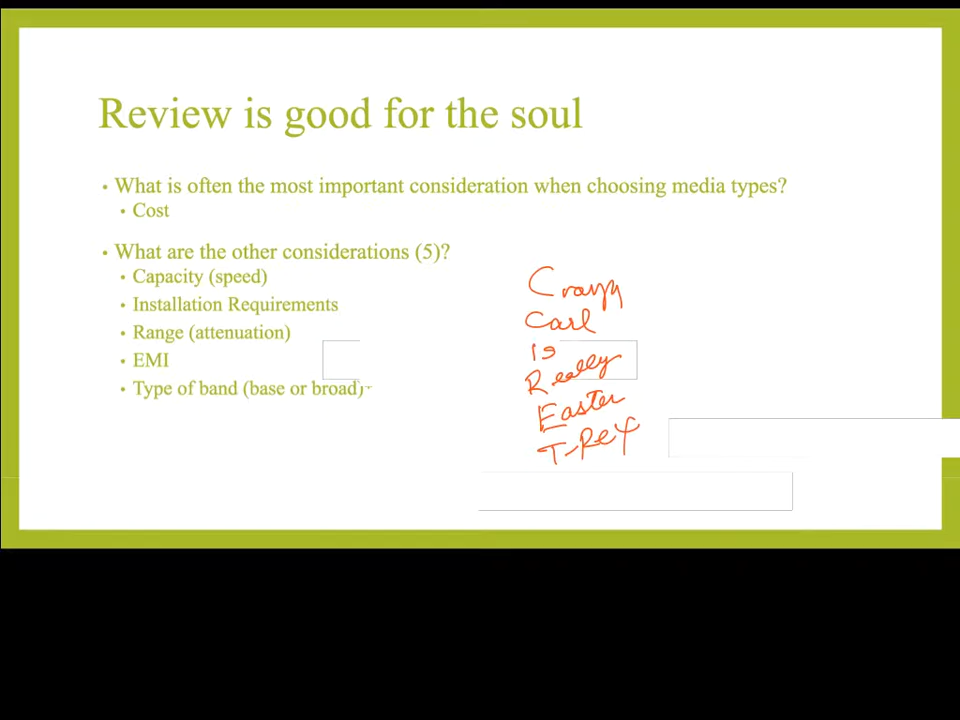 Review is good for the soul
• What is often the most important consideration when choosing media types?
• Cost
• What are the other considerations (5)?
• Capacity (speed)
• Installation Requirements
• Range (attenuation)
• EMI
• Type of band (base or broad)
Crazy
Carl
Is
Really
Easter
T-Rex